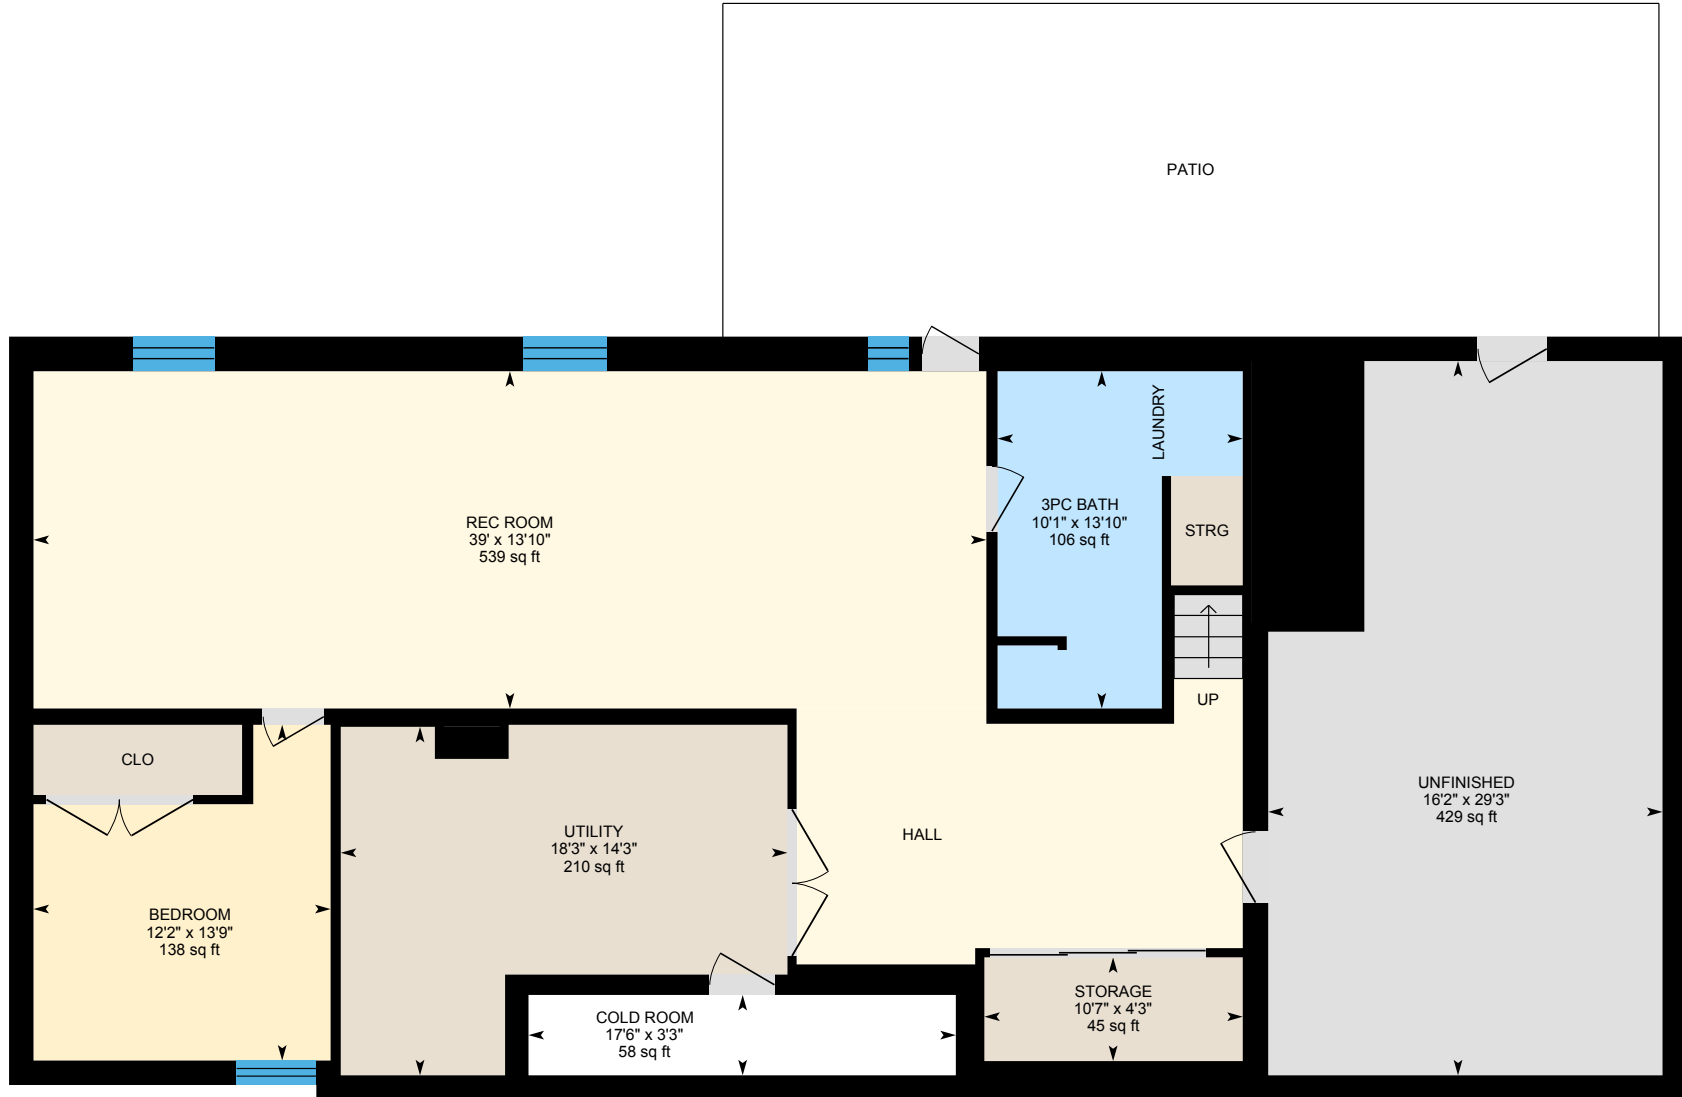 PATIO
LAUNDRY
REC ROOM
39' x 13'10"
539 sq ft
3PC BATH
10'1" x 13'10"
106 sq ft
STRG
UP
CLO
UNFINISHED
16'2" x 29'3"
429 sq ft
UTILITY
18'3" x 14'3"
210 sq ft
HALL
BEDROOM
12'2" x 13'9"
138 sq ft
STORAGE
10'7" x 4'3"
45 sq ft
COLD ROOM
17'6" x 3'3"
58 sq ft